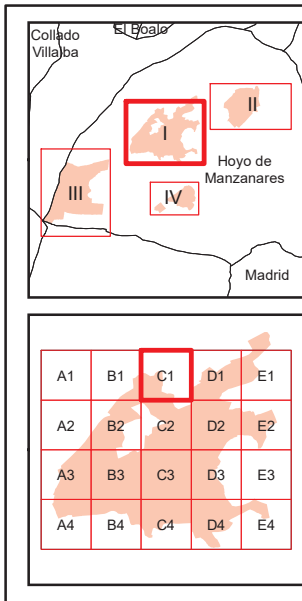 Collado
Villalba
El Boalo
I
II
III
Hoyo de
Manzanares
IV
Madrid
A1 B1 C1 D1 E1
A2 B2 C2 D2 E2
A3 B3 C3 D3 E3
A4 B4 C4 D4 E4